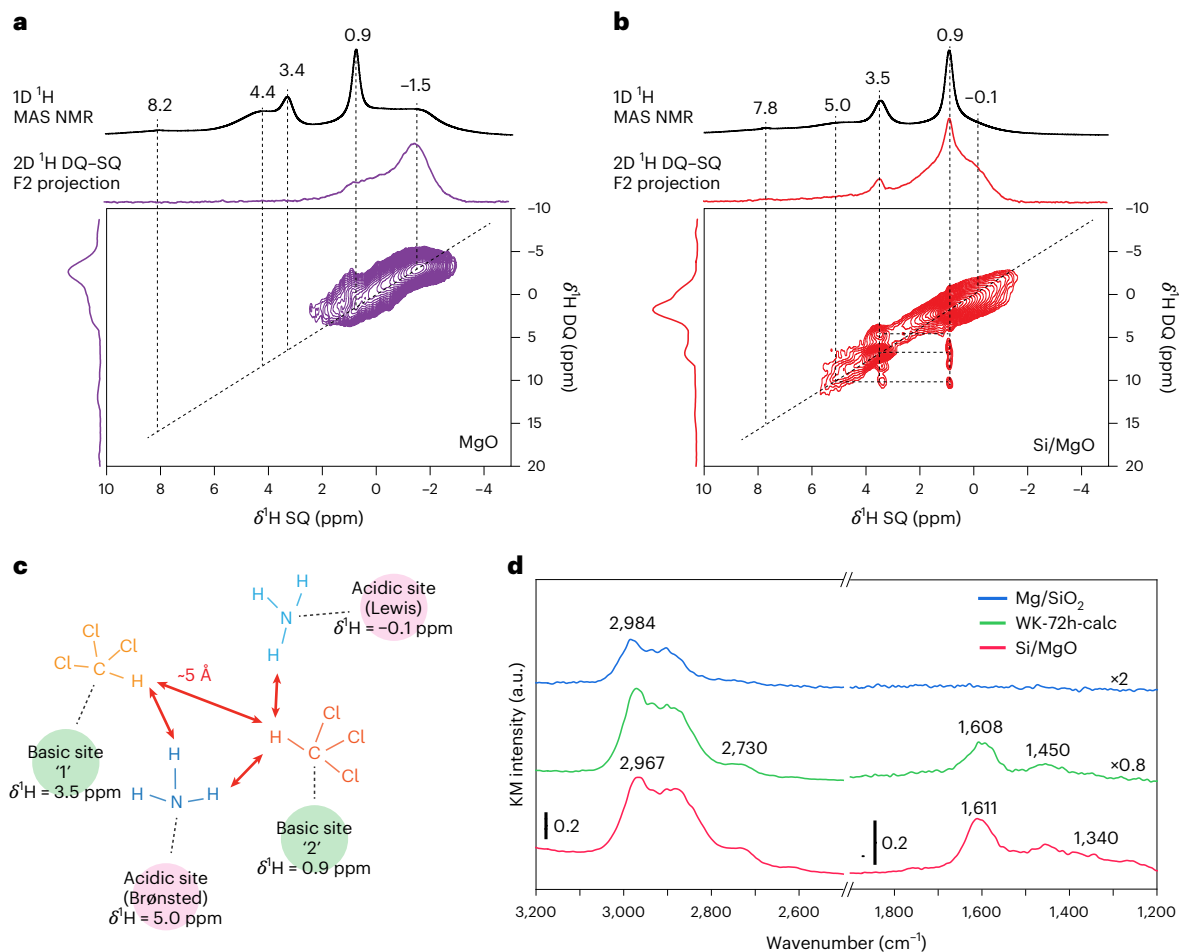 a
1D ¹H
MAS NMR
8.2
4.4
3.4
0.9
−1.5
2D ¹H DQ–SQ
F2 projection
−10
−5
0
5
10
15
20
δ¹H DQ (ppm)
MgO
10
8
6
4
2
0
−2
−4
δ¹H SQ (ppm)
b
1D ¹H
MAS NMR
7.8
5.0
3.5
0.9
−0.1
2D ¹H DQ–SQ
F2 projection
−10
−5
0
5
10
15
20
δ¹H DQ (ppm)
Si/MgO
10
8
6
4
2
0
−2
−4
δ¹H SQ (ppm)
c
H
H
N
H
Acidic site
(Lewis)
δ¹H = −0.1 ppm
Cl
Cl
Cl
C
H
~5 Å
Basic site
‘1’
δ¹H = 3.5 ppm
H
C
Cl
Cl
Cl
H
H
N
H
Basic site
‘2’
δ¹H = 0.9 ppm
Acidic site
(Brønsted)
δ¹H = 5.0 ppm
d
Mg/SiO₂
WK-72h-calc
Si/MgO
2,984
×2
2,730
1,608
1,450
×0.8
2,967
1,611
1,340
0.2
0.2
KM intensity (a.u.)
3,200
3,000
2,800
2,600
1,800
1,600
1,400
1,200
Wavenumber (cm⁻¹)